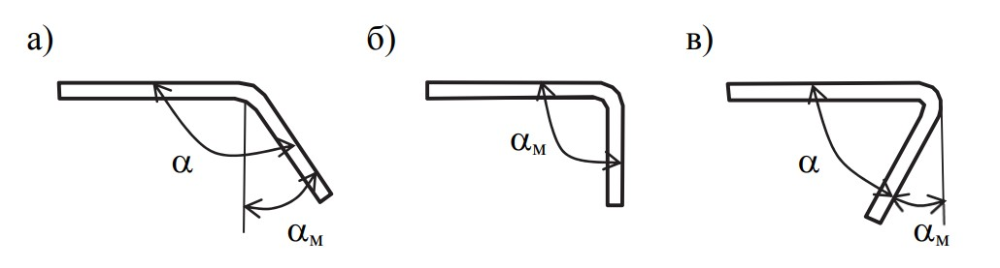 а) б) в)
α αм α
αм αм